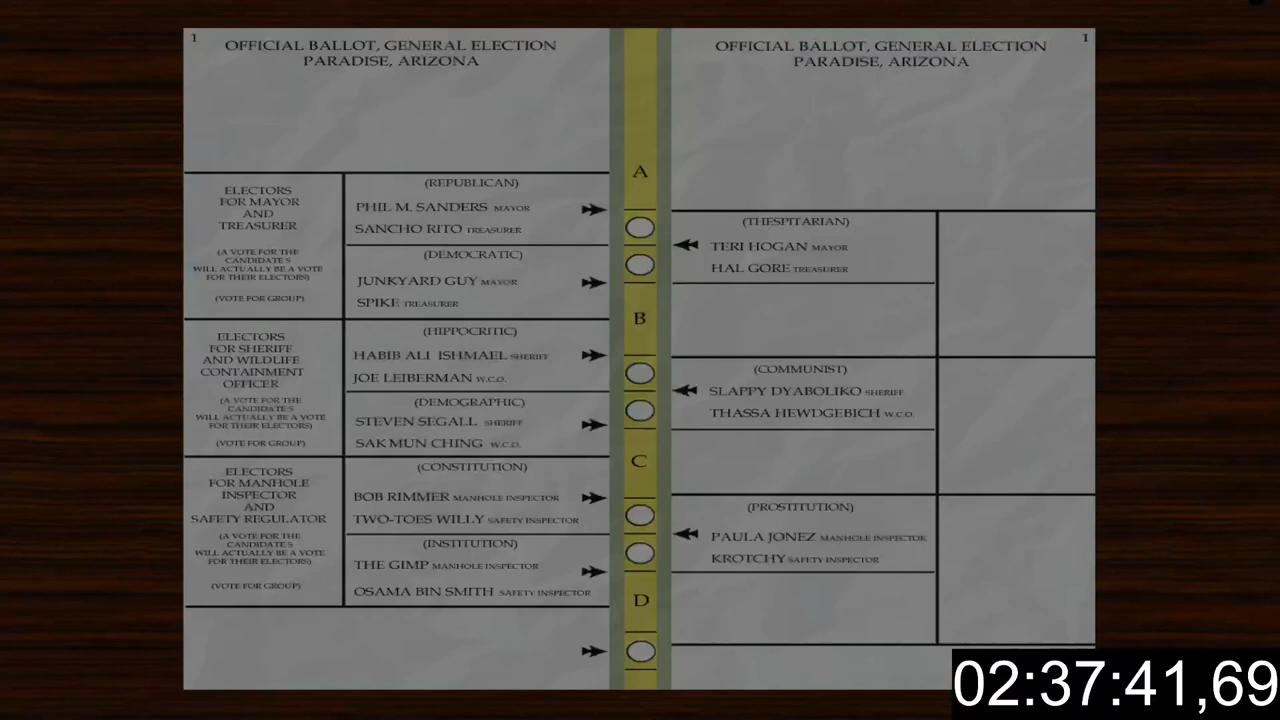 1
OFFICIAL BALLOT, GENERAL ELECTION
PARADISE, ARIZONA
ELECTORS
FOR MAYOR
AND
TREASURER
(A VOTE FOR THE
CANDIDATE S
WILL ACTUALLY BE A VOTE
FOR THEIR ELECTORS)
(VOTE FOR GROUP)
(REPUBLICAN)
PHIL M. SANDERS MAYOR
SANCHO RITO TREASURER
(DEMOCRATIC)
JUNKYARD GUY MAYOR
SPIKE TREASURER
ELECTORS
FOR SHERIFF
AND WILDLIFE
CONTAINMENT
OFFICER
(A VOTE FOR THE
CANDIDATE S
WILL ACTUALLY BE A VOTE
FOR THEIR ELECTORS)
(VOTE FOR GROUP)
(HIPPOCRITIC)
HABIB ALI ISHMAEL SHERIFF
JOE LEIBERMAN W.C.O.
(DEMOGRAPHIC)
STEVEN SEGALL SHERIFF
SAK MUN CHING W.C.D.
ELECTORS
FOR MANHOLE
INSPECTOR
AND
SAFETY REGULATOR
(A VOTE FOR THE
CANDIDATE S
WILL ACTUALLY BE A VOTE
FOR THEIR ELECTORS)
(VOTE FOR GROUP)
(CONSTITUTION)
BOB RIMMER MANHOLE INSPECTOR
TWO-TOES WILLY SAFETY INSPECTOR
(INSTITUTION)
THE GIMP MANHOLE INSPECTOR
OSAMA BIN SMITH SAFETY INSPECTOR
A
B
C
D
1
OFFICIAL BALLOT, GENERAL ELECTION
PARADISE, ARIZONA
(THESPITARIAN)
TERI HOGAN MAYOR
HAL GORE TREASURER
(COMMUNIST)
SLAPPY DYABOLIKO SHERIFF
THASSA HEWDGEBICH W.C.O.
(PROSTITUTION)
PAULA JONEZ MANHOLE INSPECTOR
KROTCHY SAFETY INSPECTOR
02:37:41,69